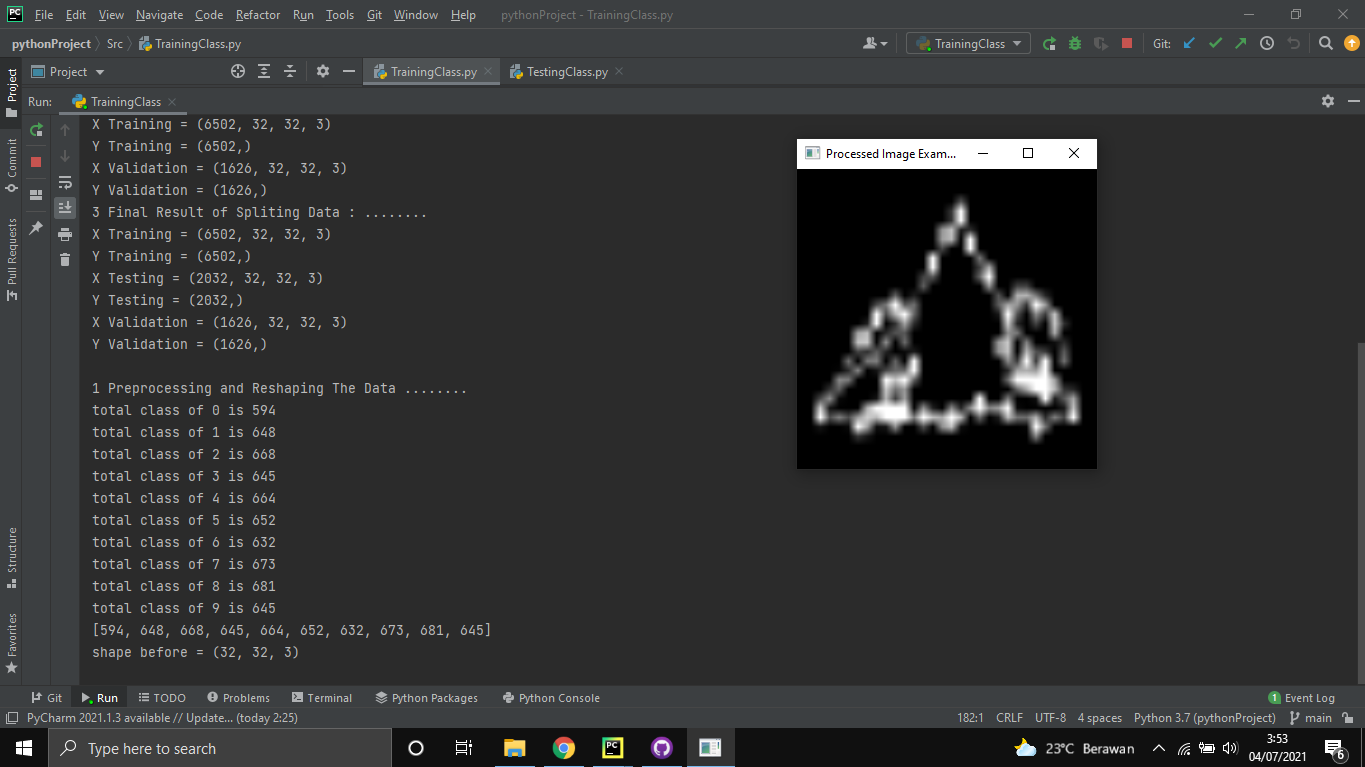 File Edit View Navigate Code Refactor Run Tools Git Window Help pythonProject - TrainingClass.py
pythonProject Src TrainingClass.py TrainingClass Git:
Project TrainingClass.py TestingClass.py
Run: TrainingClass
Project
Commit
Pull Requests
Structure
Favorites
X Training = (6502, 32, 32, 3)
Y Training = (6502,)
X Validation = (1626, 32, 32, 3)
Y Validation = (1626,)
3 Final Result of Spliting Data : ........
X Training = (6502, 32, 32, 3)
Y Training = (6502,)
X Testing = (2032, 32, 32, 3)
Y Testing = (2032,)
X Validation = (1626, 32, 32, 3)
Y Validation = (1626,)
1 Preprocessing and Reshaping The Data ........
total class of 0 is 594
total class of 1 is 648
total class of 2 is 668
total class of 3 is 645
total class of 4 is 664
total class of 5 is 652
total class of 6 is 632
total class of 7 is 673
total class of 8 is 681
total class of 9 is 645
[594, 648, 668, 645, 664, 652, 632, 673, 681, 645]
shape before = (32, 32, 3)
Processed Image Exam...
Git Run TODO Problems Terminal Python Packages Python Console 1 Event Log
PyCharm 2021.1.3 available // Update... (today 2:25) 182:1 CRLF UTF-8 4 spaces Python 3.7 (pythonProject) main
Type here to search 23°C Berawan 3:53
04/07/2021 6